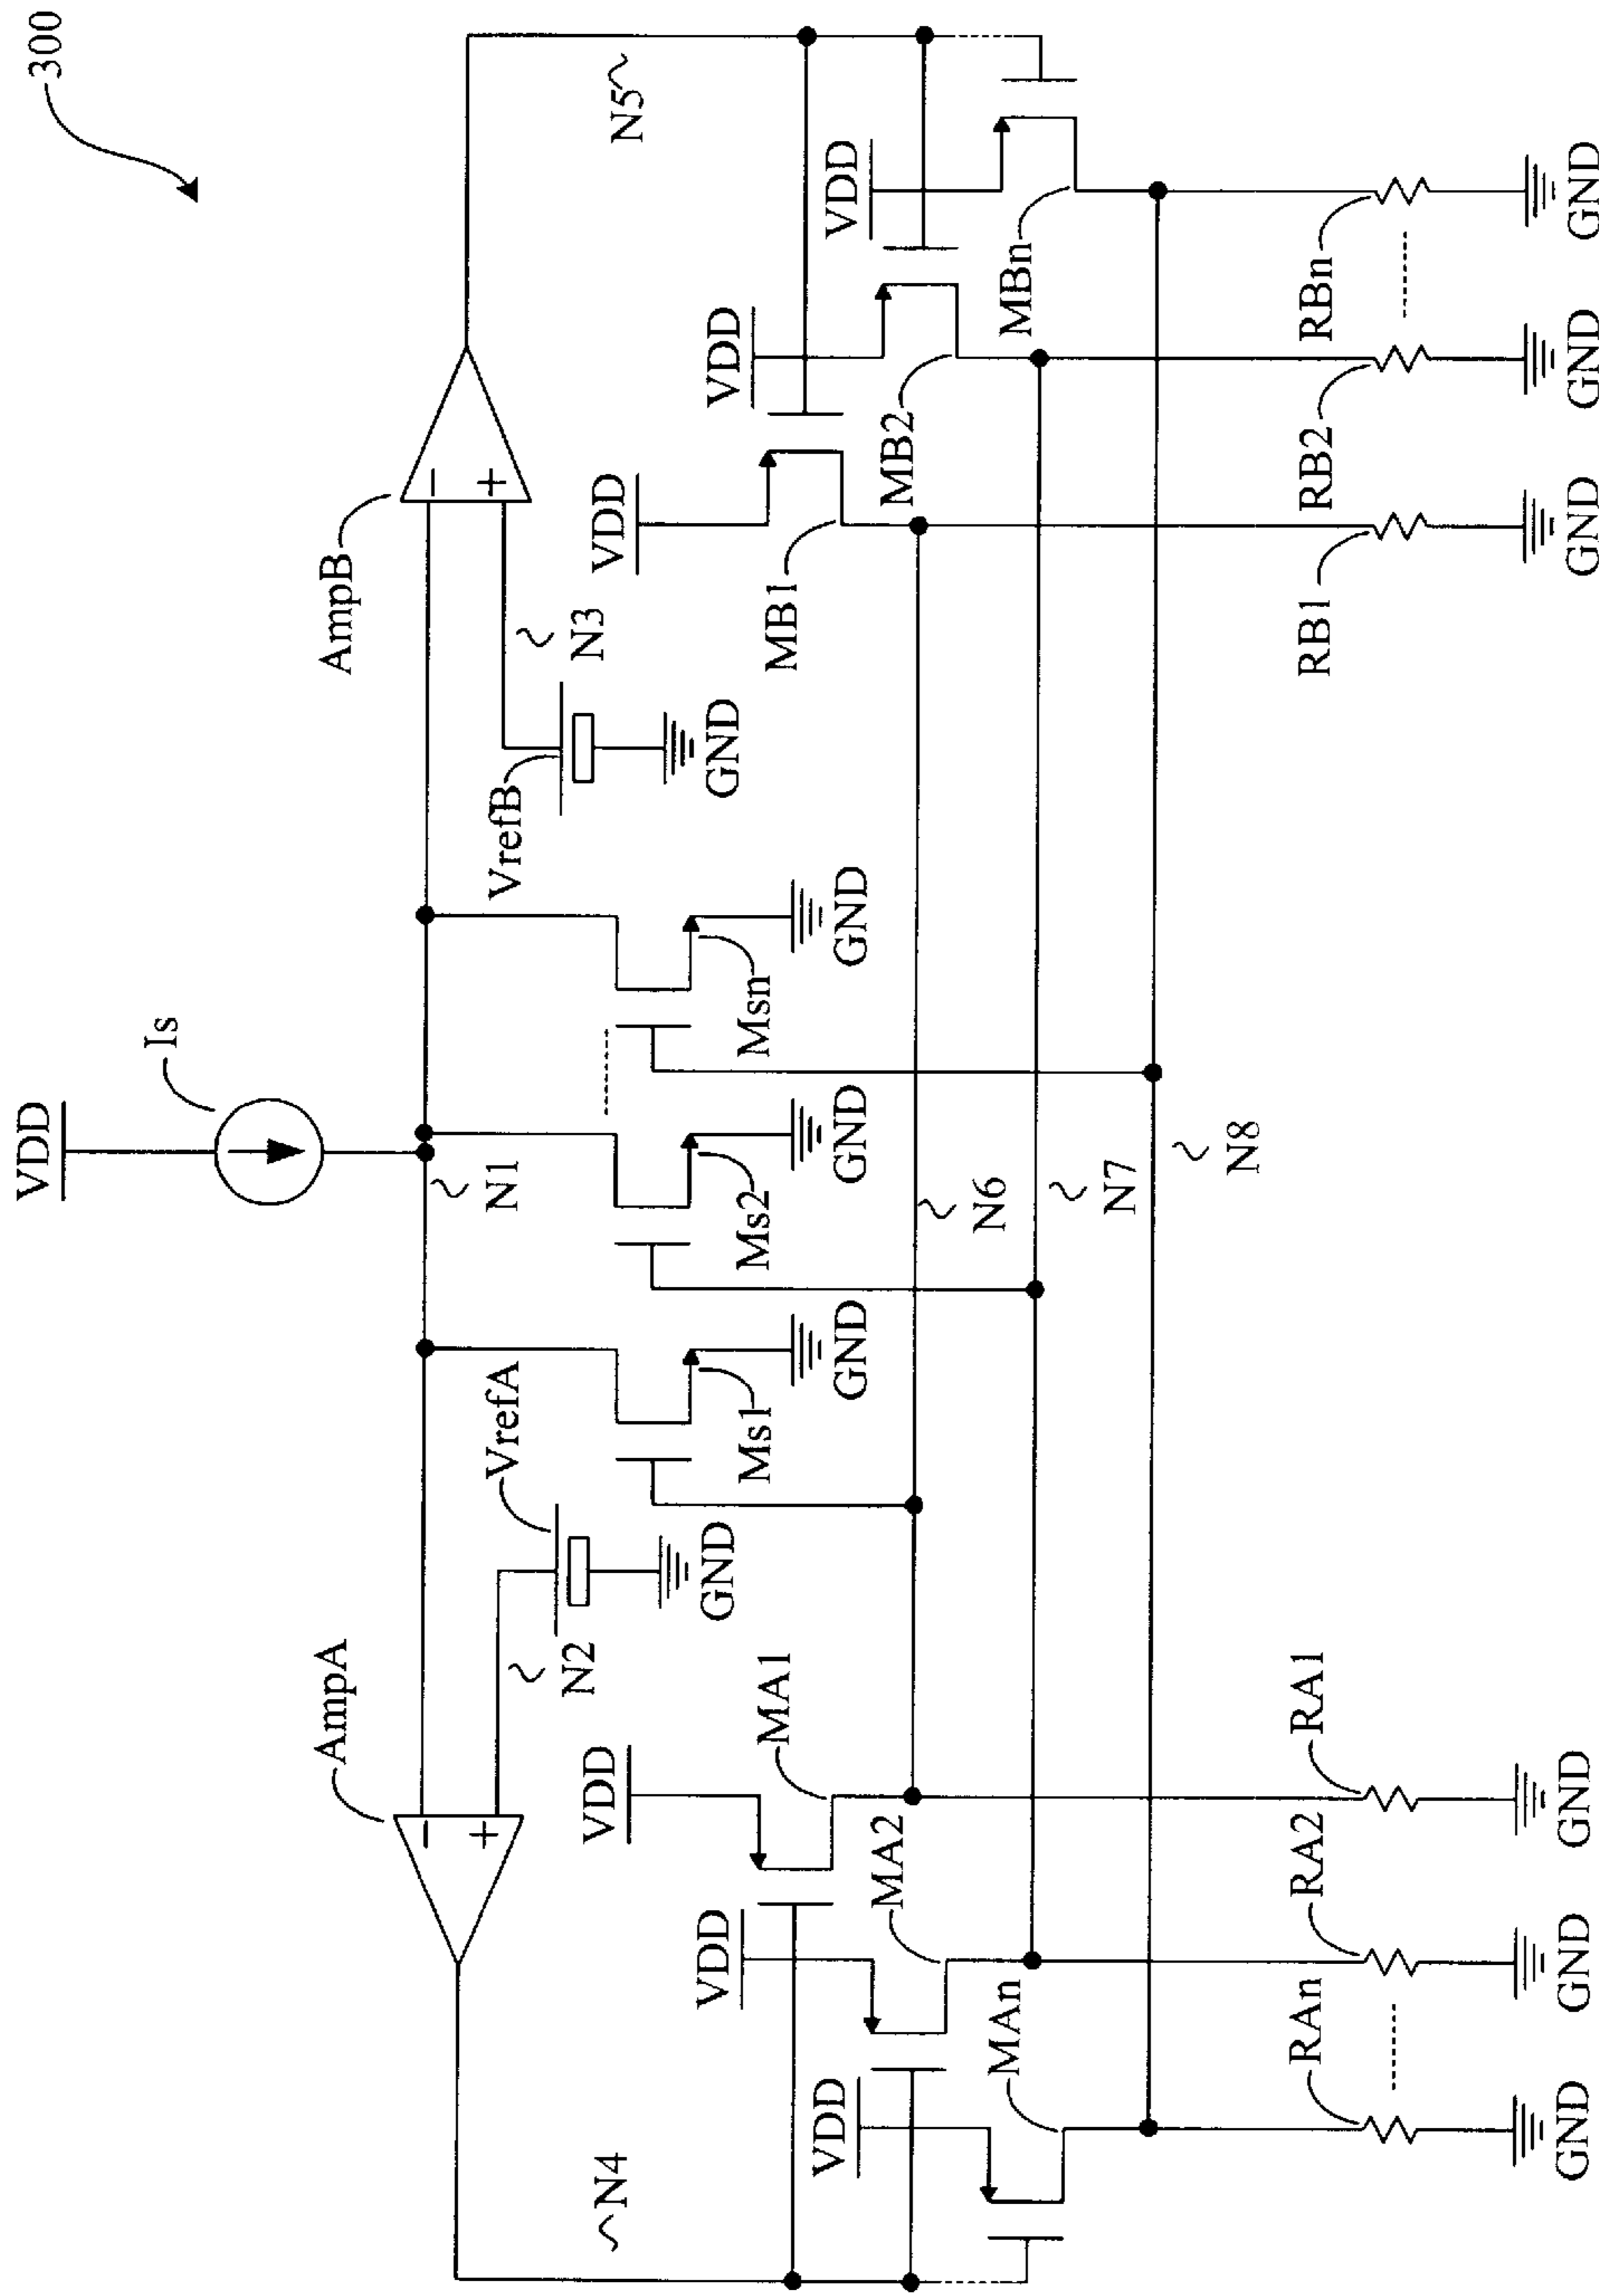 300
VDD
Is
N1
AmpA
AmpB
N2
VrefA
GND
N3
VrefB
GND
N4
N5
Ms1
GND
Ms2
GND
Msn
GND
VDD
MA1
VDD
MA2
VDD
MAn
VDD
MB1
VDD
MB2
VDD
MBn
N6
N7
N8
RAn
RA2
RA1
RB1
RB2
RBn
GND
GND
GND
GND
GND
GND